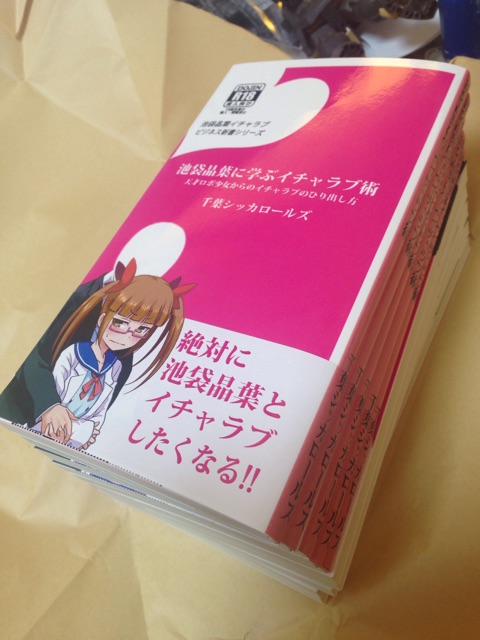 DOJIN
R18
池袋晶葉イチャラブ
ビジネス新書シリーズ
池袋晶葉に学ぶイチャラブ術
天才ロボ少女からのイチャラブのひり出し方
千葉シッカロールズ
絶対に
池袋晶葉と
イチャラブ
したくなる!!